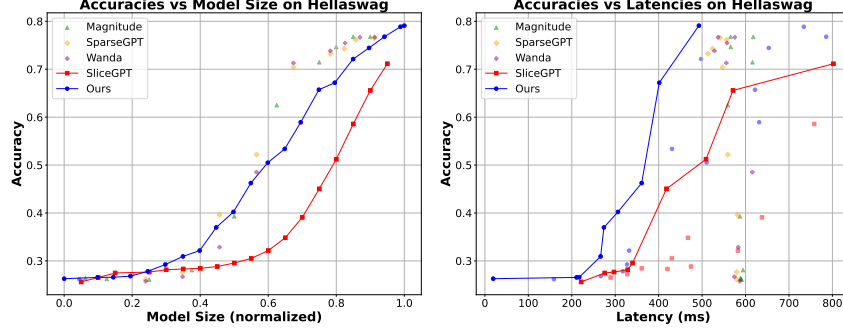 Accuracies vs Model Size on Hellaswag
0.8
0.7
0.6
0.5
0.4
0.3
Accuracy
Magnitude
SparseGPT
Wanda
SliceGPT
Ours
0.0 0.2 0.4 0.6 0.8 1.0
Model Size (normalized)
Accuracies vs Latencies on Hellaswag
0.8
0.7
0.6
0.5
0.4
0.3
Accuracy
Magnitude
SparseGPT
Wanda
SliceGPT
Ours
0 100 200 300 400 500 600 700 800
Latency (ms)